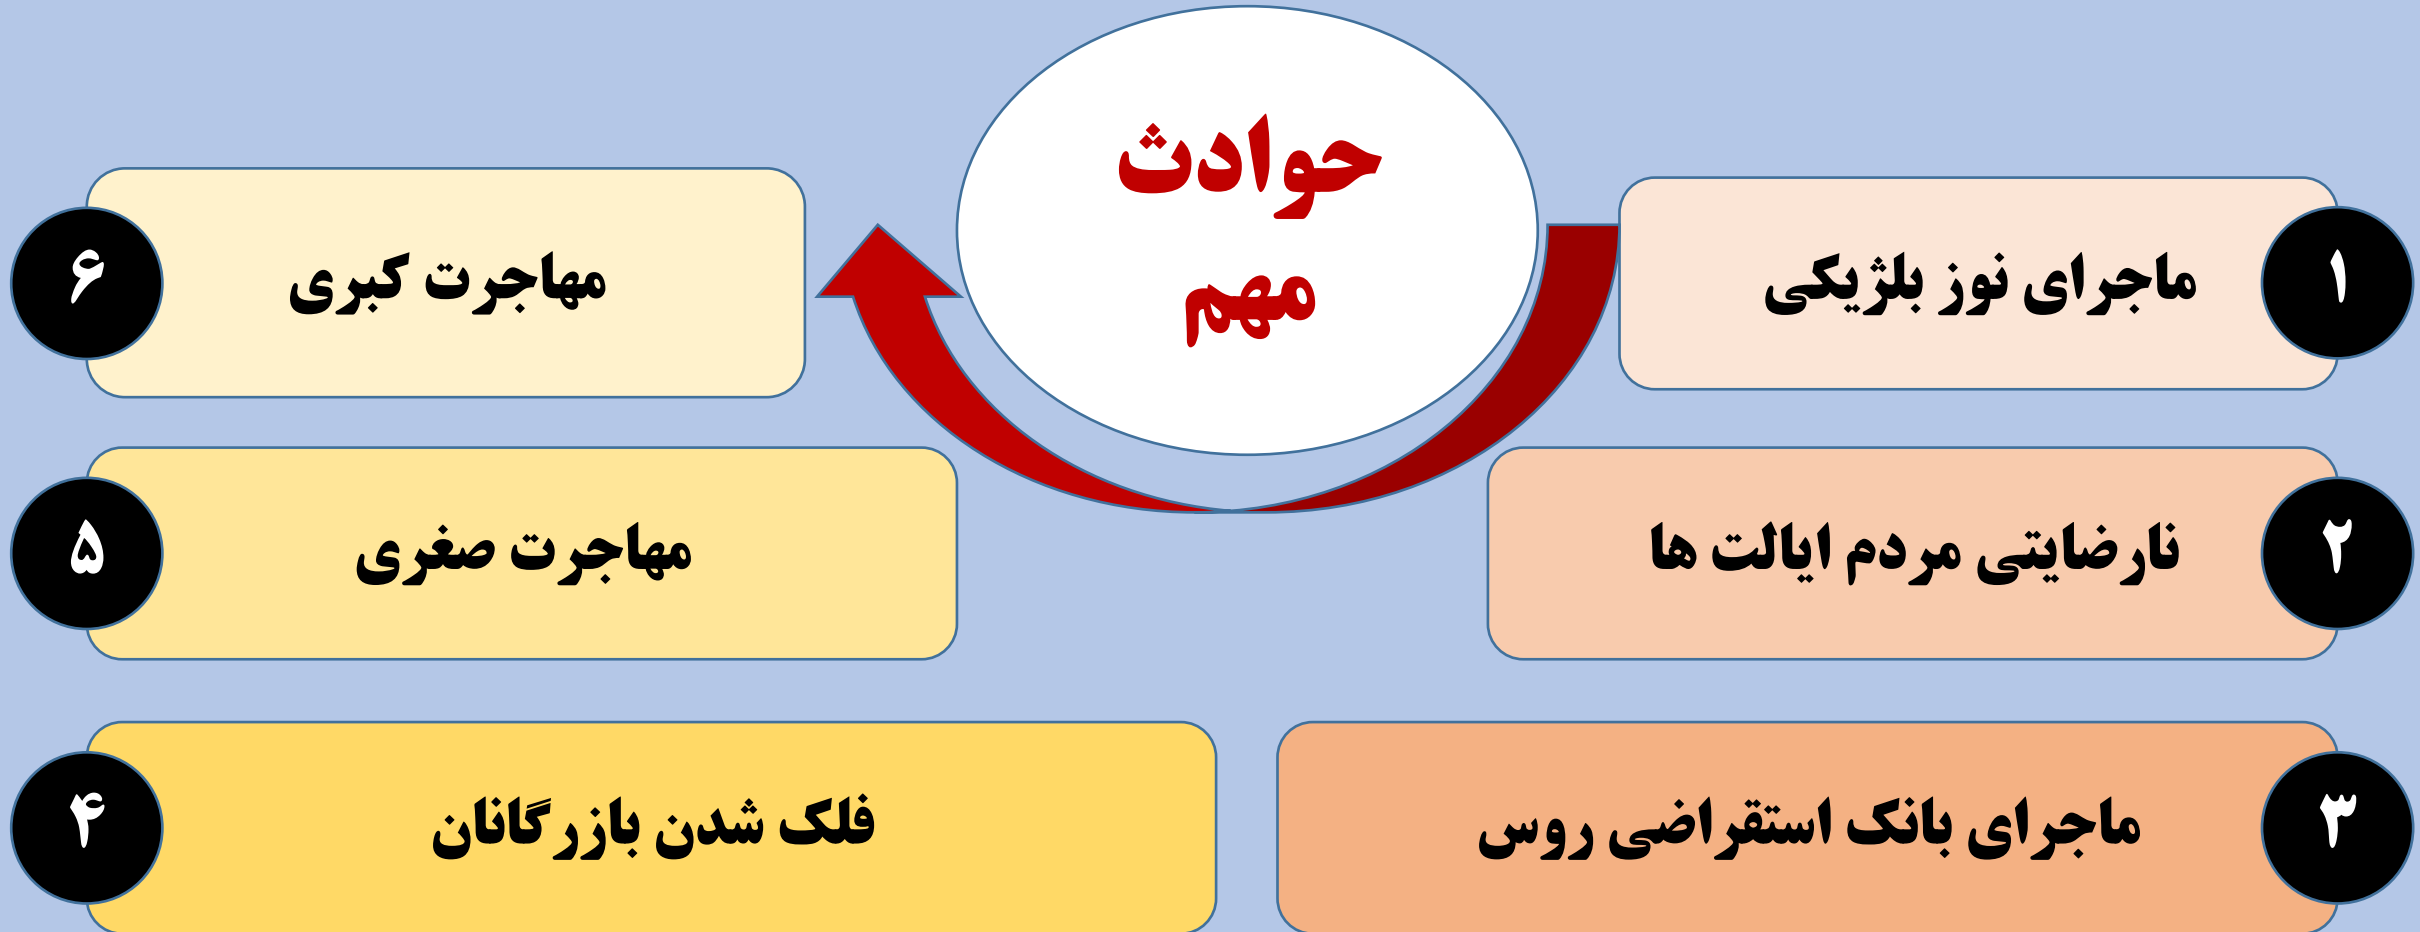 حوادث
مهم
۱
ماجرای نوز بلژیکی
۲
نارضایتی مردم ایالت ها
۳
ماجرای بانک استقراضی روس
۴
فلک شدن بازرگانان
۵
مهاجرت صغری
۶
مهاجرت کبری